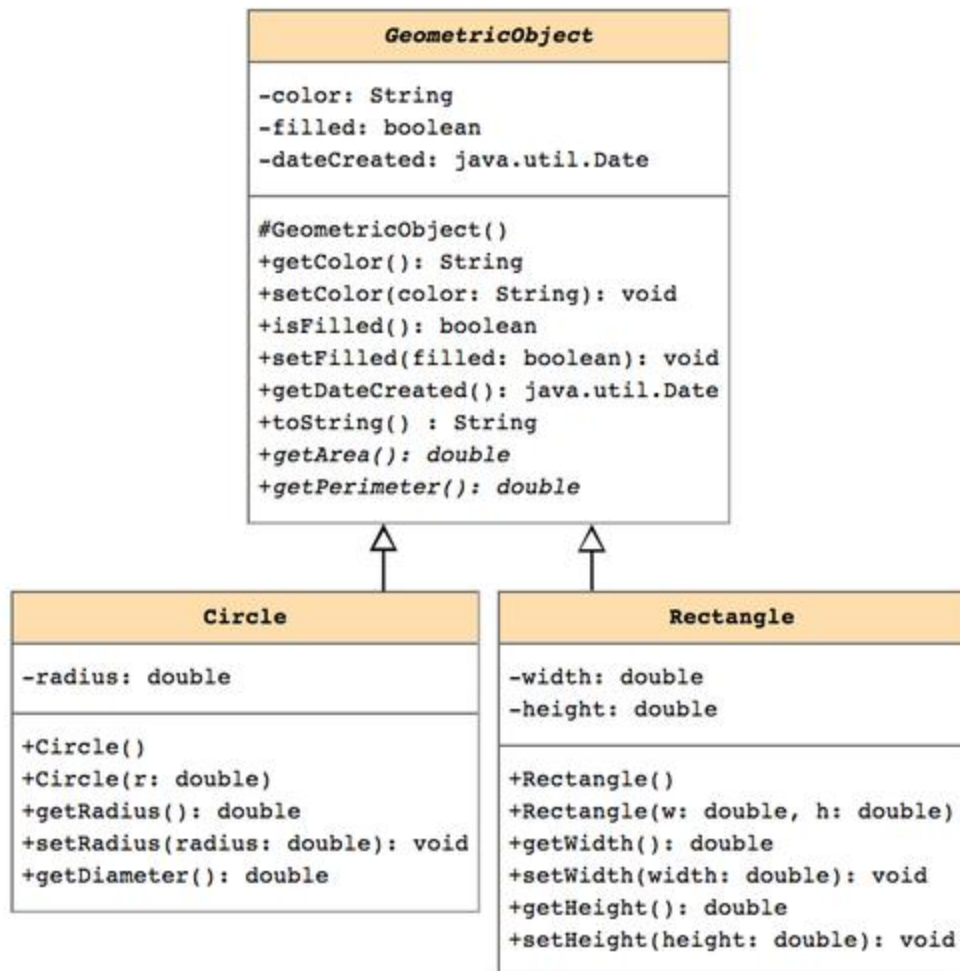 GeometricObject
-color: String
-filled: boolean
-dateCreated: java.util.Date
#GeometricObject()
+getColor(): String
+setColor(color: String): void
+isFilled(): boolean
+setFilled(filled: boolean): void
+getDateCreated(): java.util.Date
+toString() : String
+getArea(): double
+getPerimeter(): double
Circle
-radius: double
+Circle()
+Circle(r: double)
+getRadius(): double
+setRadius(radius: double): void
+getDiameter(): double
Rectangle
-width: double
-height: double
+Rectangle()
+Rectangle(w: double, h: double)
+getWidth(): double
+setWidth(width: double): void
+getHeight(): double
+setHeight(height: double): void